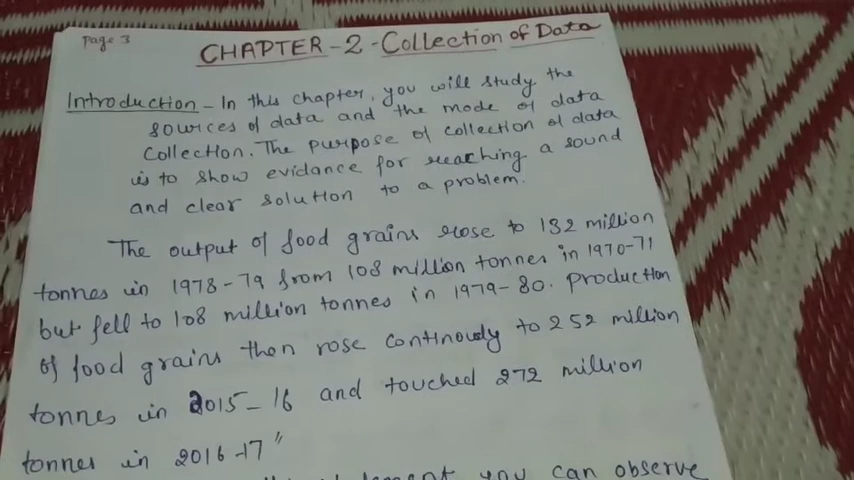 Page 3
CHAPTER - 2 - Collection of Data
Introduction - In this chapter, you will study the
sources of data and the mode of data
Collection. The purpose of collection of data
is to show evidance for reaching a sound
and clear solution to a problem.
The output of food grains rose to 132 million
tonnes in 1978-79 from 108 million tonnes in 1970-71
but fell to 108 million tonnes in 1979-80. Production
of food grains then rose continously to 252 million
tonnes in 2015-16 and touched 272 million
tonnes in 2016-17"
you can observe